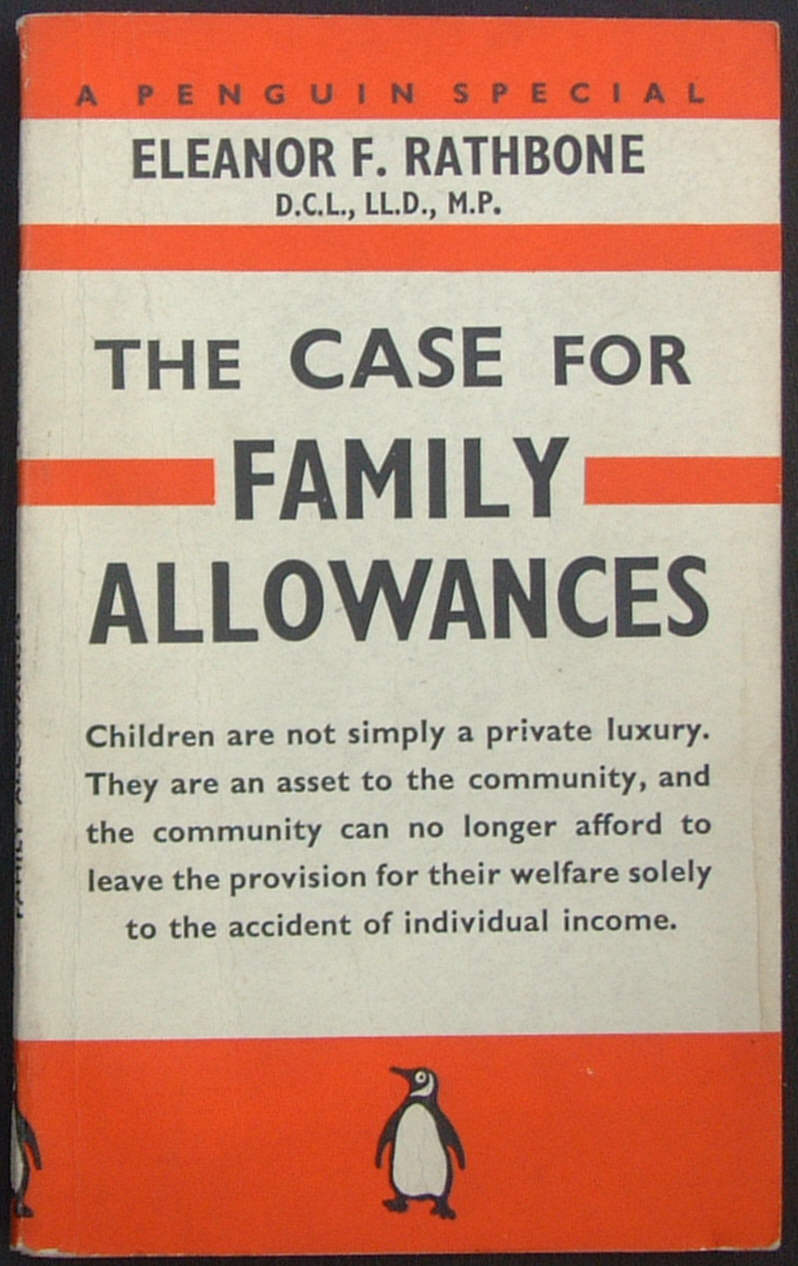 A PENGUIN SPECIAL
ELEANOR F. RATHBONE
D.C.L., LL.D., M.P.
THE CASE FOR
FAMILY
ALLOWANCES
Children are not simply a private luxury.
They are an asset to the community, and
the community can no longer afford to
leave the provision for their welfare solely
to the accident of individual income.
FAMILY ALLOWANCES